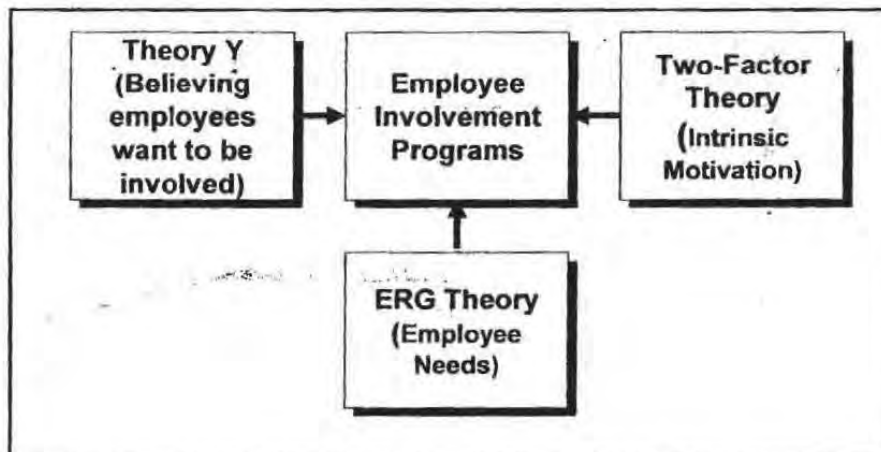 Theory Y
(Believing
employees
want to be
involved)
Employee
Involvement
Programs
Two-Factor
Theory
(Intrinsic
Motivation)
ERG Theory
(Employee
Needs)